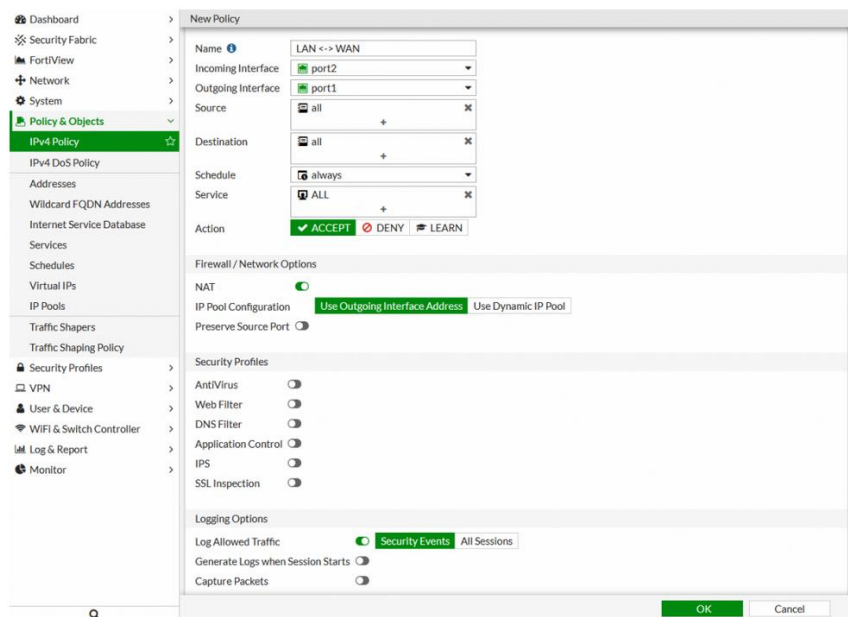 Dashboard
Security Fabric
FortiView
Network
System
Policy & Objects
IPv4 Policy
IPv4 DoS Policy
Addresses
Wildcard FQDN Addresses
Internet Service Database
Services
Schedules
Virtual IPs
IP Pools
Traffic Shapers
Traffic Shaping Policy
Security Profiles
VPN
User & Device
WiFi & Switch Controller
Log & Report
Monitor
New Policy
Name LAN <-> WAN
Incoming Interface port2
Outgoing Interface port1
Source all
+
Destination all
+
Schedule always
Service ALL
+
Action ACCEPT DENY LEARN
Firewall / Network Options
NAT
IP Pool Configuration Use Outgoing Interface Address Use Dynamic IP Pool
Preserve Source Port
Security Profiles
AntiVirus
Web Filter
DNS Filter
Application Control
IPS
SSL Inspection
Logging Options
Log Allowed Traffic Security Events All Sessions
Generate Logs when Session Starts
Capture Packets
OK Cancel